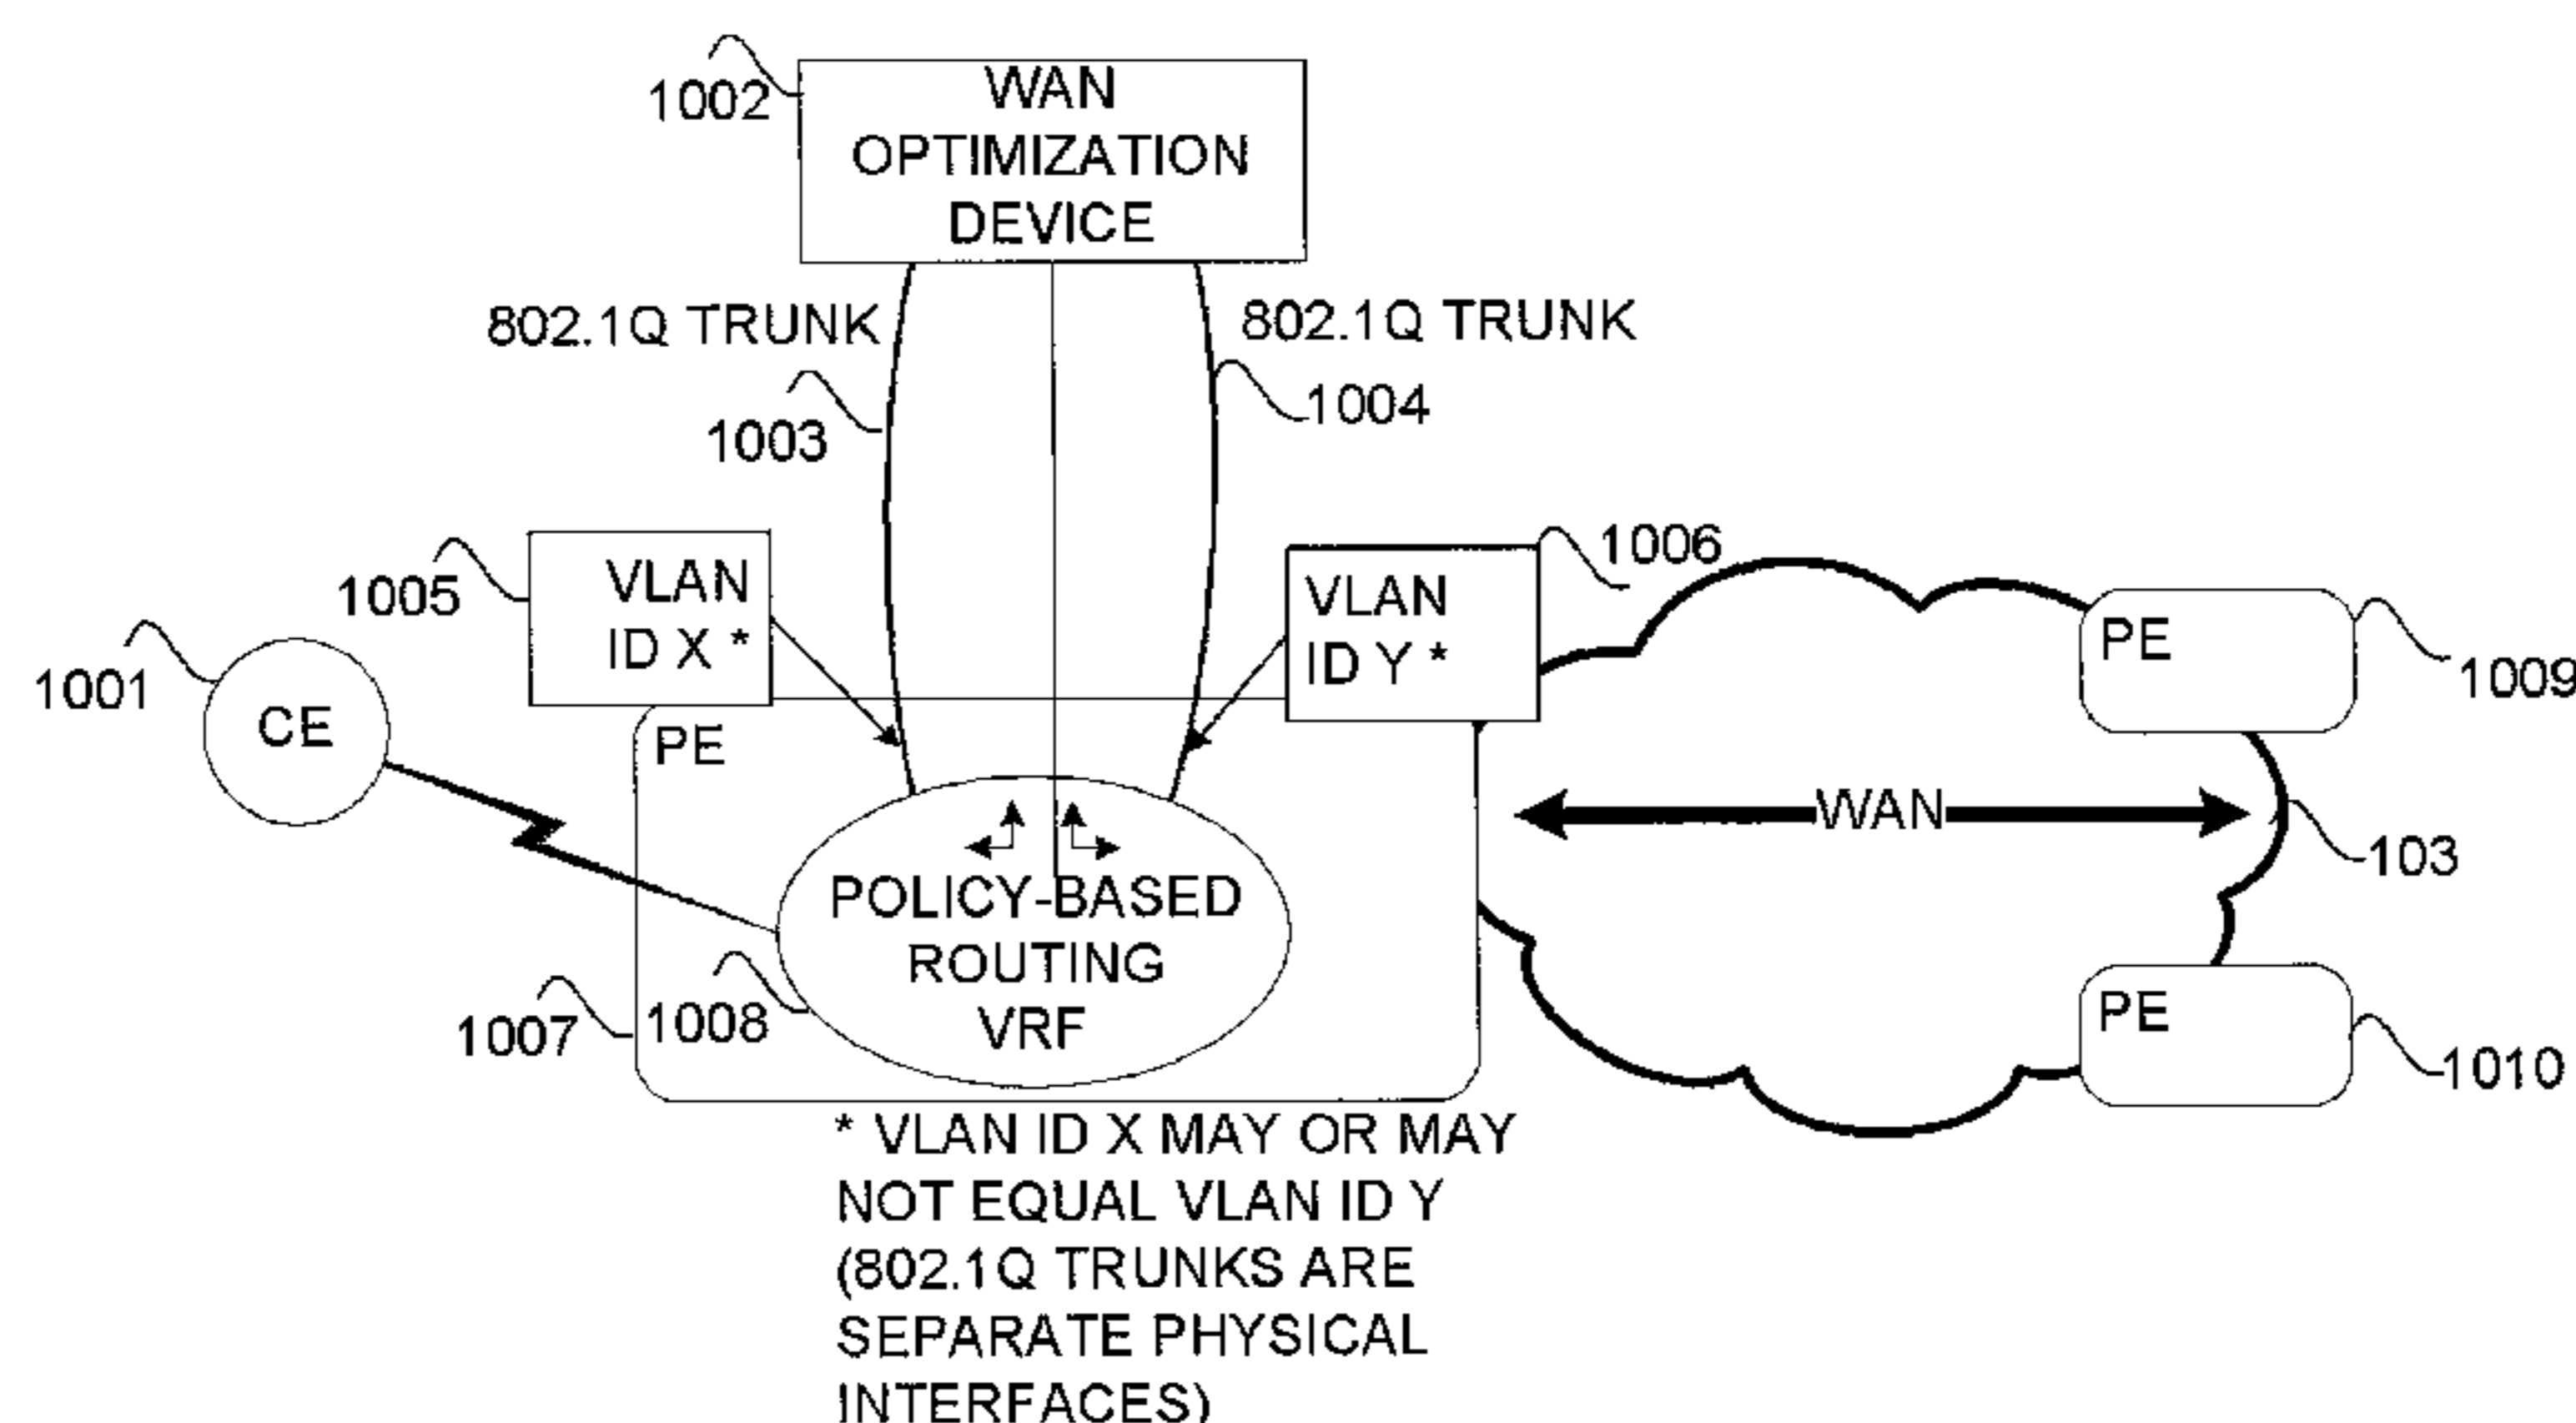 1002
WAN
OPTIMIZATION
DEVICE
802.1Q TRUNK
802.1Q TRUNK
1003
1004
1005
VLAN
ID X *
VLAN
ID Y *
1006
1001
CE
PE
PE
1009
WAN
103
POLICY-BASED
ROUTING
VRF
1007
1008
PE
1010
* VLAN ID X MAY OR MAY
NOT EQUAL VLAN ID Y
(802.1Q TRUNKS ARE
SEPARATE PHYSICAL
INTERFACES)